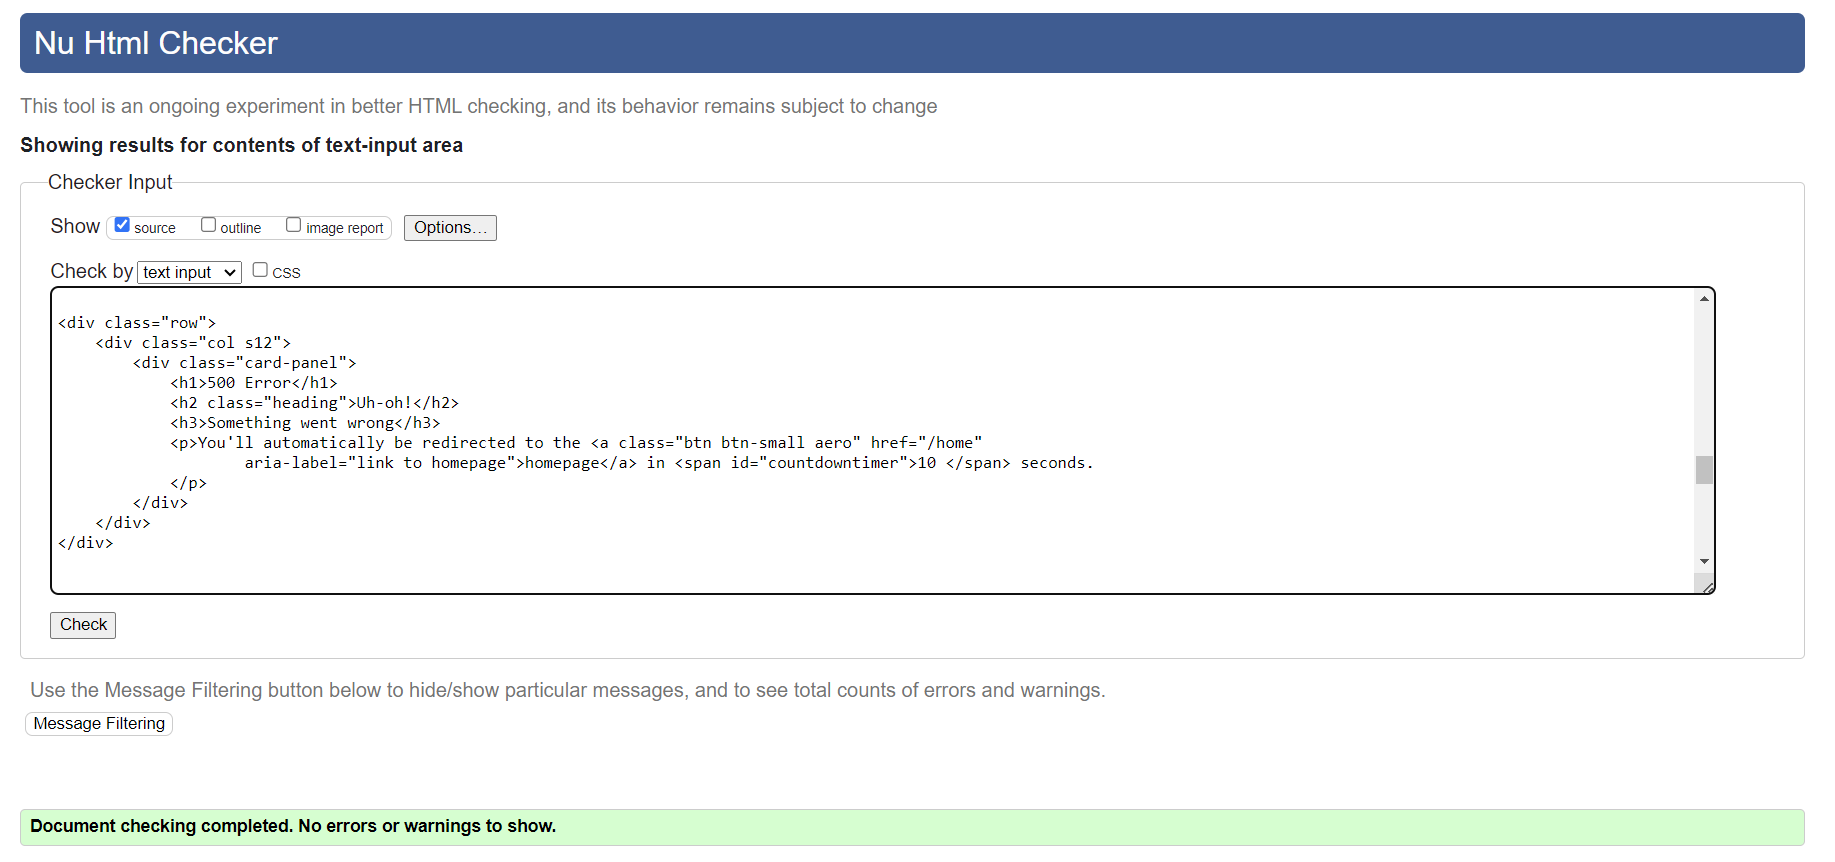 Nu Html Checker
This tool is an ongoing experiment in better HTML checking, and its behavior remains subject to change
Showing results for contents of text-input area
Checker Input
Show source outline image report Options...
Check by text input CSS
<div class="row">
    <div class="col s12">
        <div class="card-panel">
            <h1>500 Error</h1>
            <h2 class="heading">Uh-oh!</h2>
            <h3>Something went wrong</h3>
            <p>You'll automatically be redirected to the <a class="btn btn-small aero" href="/home"
                    aria-label="link to homepage">homepage</a> in <span id="countdowntimer">10 </span> seconds.
            </p>
        </div>
    </div>
</div>
Check
Use the Message Filtering button below to hide/show particular messages, and to see total counts of errors and warnings.
Message Filtering
Document checking completed. No errors or warnings to show.